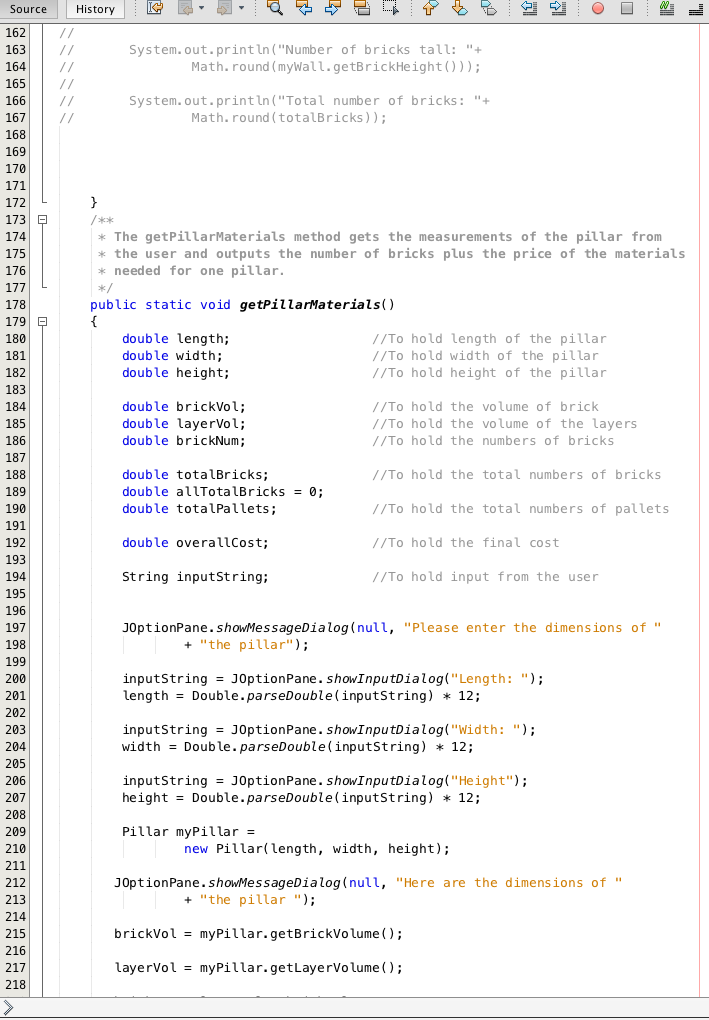 Source History
162 //
163 // System.out.println("Number of bricks tall: "+
164 // Math.round(myWall.getBrickHeight()));
165 //
166 // System.out.println("Total number of bricks: "+
167 // Math.round(totalBricks));
168
169
170
171
172 }
173 /**
174 * The getPillarMaterials method gets the measurements of the pillar from
175 * the user and outputs the number of bricks plus the price of the materials
176 * needed for one pillar.
177 */
178 public static void getPillarMaterials()
179 {
180 double length; //To hold length of the pillar
181 double width; //To hold width of the pillar
182 double height; //To hold height of the pillar
183
184 double brickVol; //To hold the volume of brick
185 double layerVol; //To hold the volume of the layers
186 double brickNum; //To hold the numbers of bricks
187
188 double totalBricks; //To hold the total numbers of bricks
189 double allTotalBricks = 0;
190 double totalPallets; //To hold the total numbers of pallets
191
192 double overallCost; //To hold the final cost
193
194 String inputString; //To hold input from the user
195
196
197 JOptionPane.showMessageDialog(null, "Please enter the dimensions of "
198 + "the pillar");
199
200 inputString = JOptionPane.showInputDialog("Length: ");
201 length = Double.parseDouble(inputString) * 12;
202
203 inputString = JOptionPane.showInputDialog("Width: ");
204 width = Double.parseDouble(inputString) * 12;
205
206 inputString = JOptionPane.showInputDialog("Height");
207 height = Double.parseDouble(inputString) * 12;
208
209 Pillar myPillar =
210 new Pillar(length, width, height);
211
212 JOptionPane.showMessageDialog(null, "Here are the dimensions of "
213 + "the pillar ");
214
215 brickVol = myPillar.getBrickVolume();
216
217 layerVol = myPillar.getLayerVolume();
218